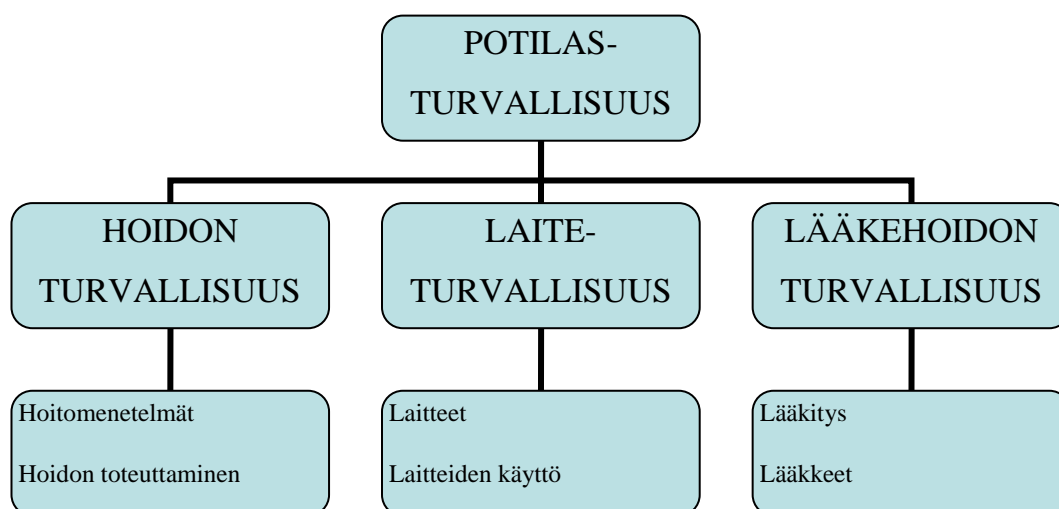 POTILAS-
TURVALLISUUS
HOIDON
TURVALLISUUS
LAITE-
TURVALLISUUS
LÄÄKEHOIDON
TURVALLISUUS
Hoitomenetelmät
Hoidon toteuttaminen
Laitteet
Laitteiden käyttö
Lääkitys
Lääkkeet